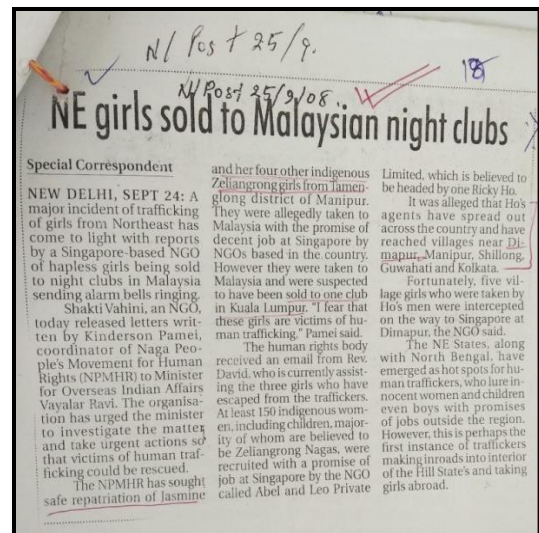 N/ Post 25/9.
18
N/Post 25/9/08.
NE girls sold to Malaysian night clubs
Special Correspondent
NEW DELHI, SEPT 24: A
major incident of trafficking
of girls from Northeast has
come to light with reports
by a Singapore-based NGO
of hapless girls being sold
to night clubs in Malaysia
sending alarm bells ringing.
Shakti Vahini, an NGO,
today released letters writ-
ten by Kinderson Pamei,
coordinator of Naga Peo-
ple's Movement for Human
Rights (NPMHR) to Minister
for Overseas Indian Affairs
Vayalar Ravi. The organisa-
tion has urged the minister
to investigate the matter
and take urgent actions so
that victims of human traf-
ficking could be rescued.
The NPMHR has sought
safe repatriation of Jasmine
and her four other indigenous
Zeliangrong girls from Tamen-
glong district of Manipur.
They were allegedly taken to
Malaysia with the promise of
decent job at Singapore by
NGOs based in the country.
However they were taken to
Malaysia and were suspected
to have been sold to one club
in Kuala Lumpur. "I fear that
these girls are victims of hu-
man trafficking," Pamei said.
The human rights body
received an email from Rev.
David, who is currently assist-
ing the three girls who have
escaped from the traffickers.
At least 150 indigenous wom-
en, including children, major-
ity of whom are believed to
be Zeliangrong Nagas, were
recruited with a promise of
job at Singapore by the NGO
called Abel and Leo Private
Limited, which is believed to
be headed by one Ricky Ho.
It was alleged that Ho's
agents have spread out
across the country and have
reached villages near Di-
mapur, Manipur, Shillong,
Guwahati and Kolkata.
Fortunately, five vil-
lage girls who were taken by
Ho's men were intercepted
on the way to Singapore at
Dimapur, the NGO said.
The NE States, along
with North Bengal, have
emerged as hot spots for hu-
man traffickers, who lure in-
nocent women and children
even boys with promises
of jobs outside the region.
However, this is perhaps the
first instance of traffickers
making inroads into interior
of the Hill State's and taking
girls abroad.